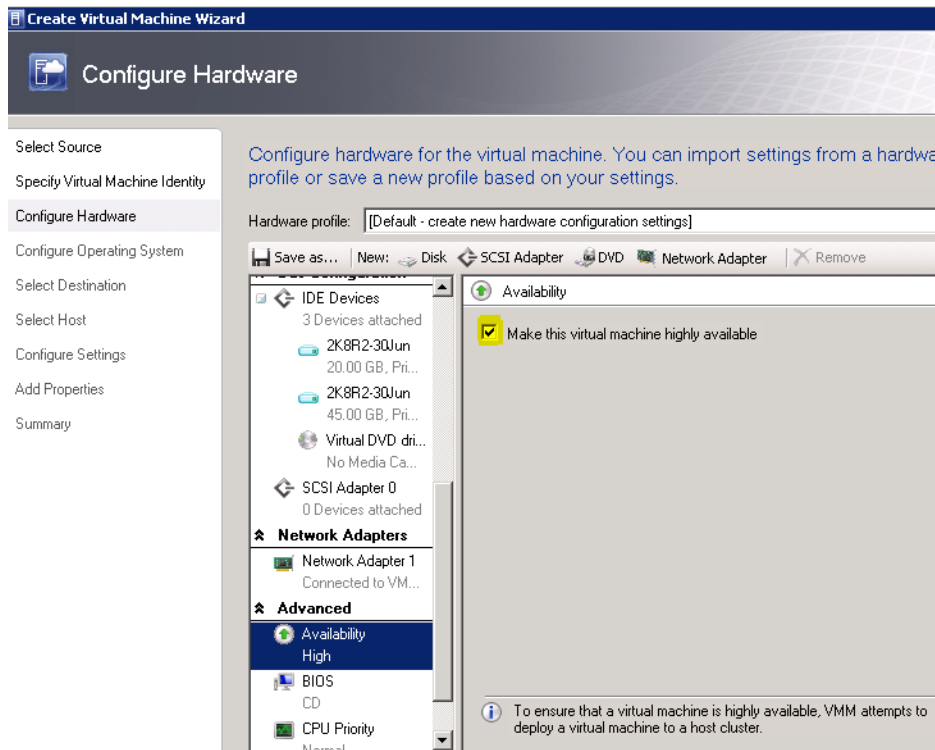 Create Virtual Machine Wizard
Configure Hardware
Select Source
Specify Virtual Machine Identity
Configure Hardware
Configure Operating System
Select Destination
Select Host
Configure Settings
Add Properties
Summary
Configure hardware for the virtual machine. You can import settings from a hardwa
profile or save a new profile based on your settings.
Hardware profile: [Default - create new hardware configuration settings]
Save as... New: Disk SCSI Adapter DVD Network Adapter Remove
IDE Devices
3 Devices attached
2K8R2-30Jun
20.00 GB, Pri...
2K8R2-30Jun
45.00 GB, Pri...
Virtual DVD dri...
No Media Ca...
SCSI Adapter 0
0 Devices attached
Network Adapters
Network Adapter 1
Connected to VM...
Advanced
Availability
High
BIOS
CD
CPU Priority
Normal
Availability
Make this virtual machine highly available
To ensure that a virtual machine is highly available, VMM attempts to
deploy a virtual machine to a host cluster.